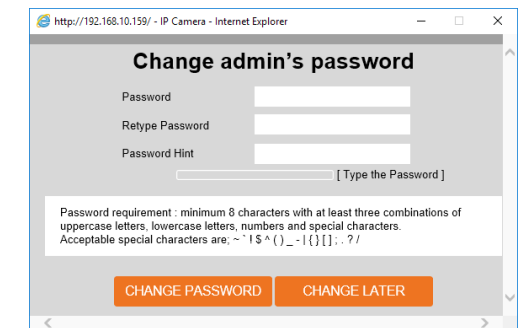 http://192.168.10.159/ - IP Camera - Internet Explorer
Change admin's password
Password
Retype Password
Password Hint
[ Type the Password ]
Password requirement : minimum 8 characters with at least three combinations of
uppercase letters, lowercase letters, numbers and special characters.
Acceptable special characters are; ~ ` ! $ ^ ( ) _ - | { } [ ] ; . ? /
CHANGE PASSWORD
CHANGE LATER